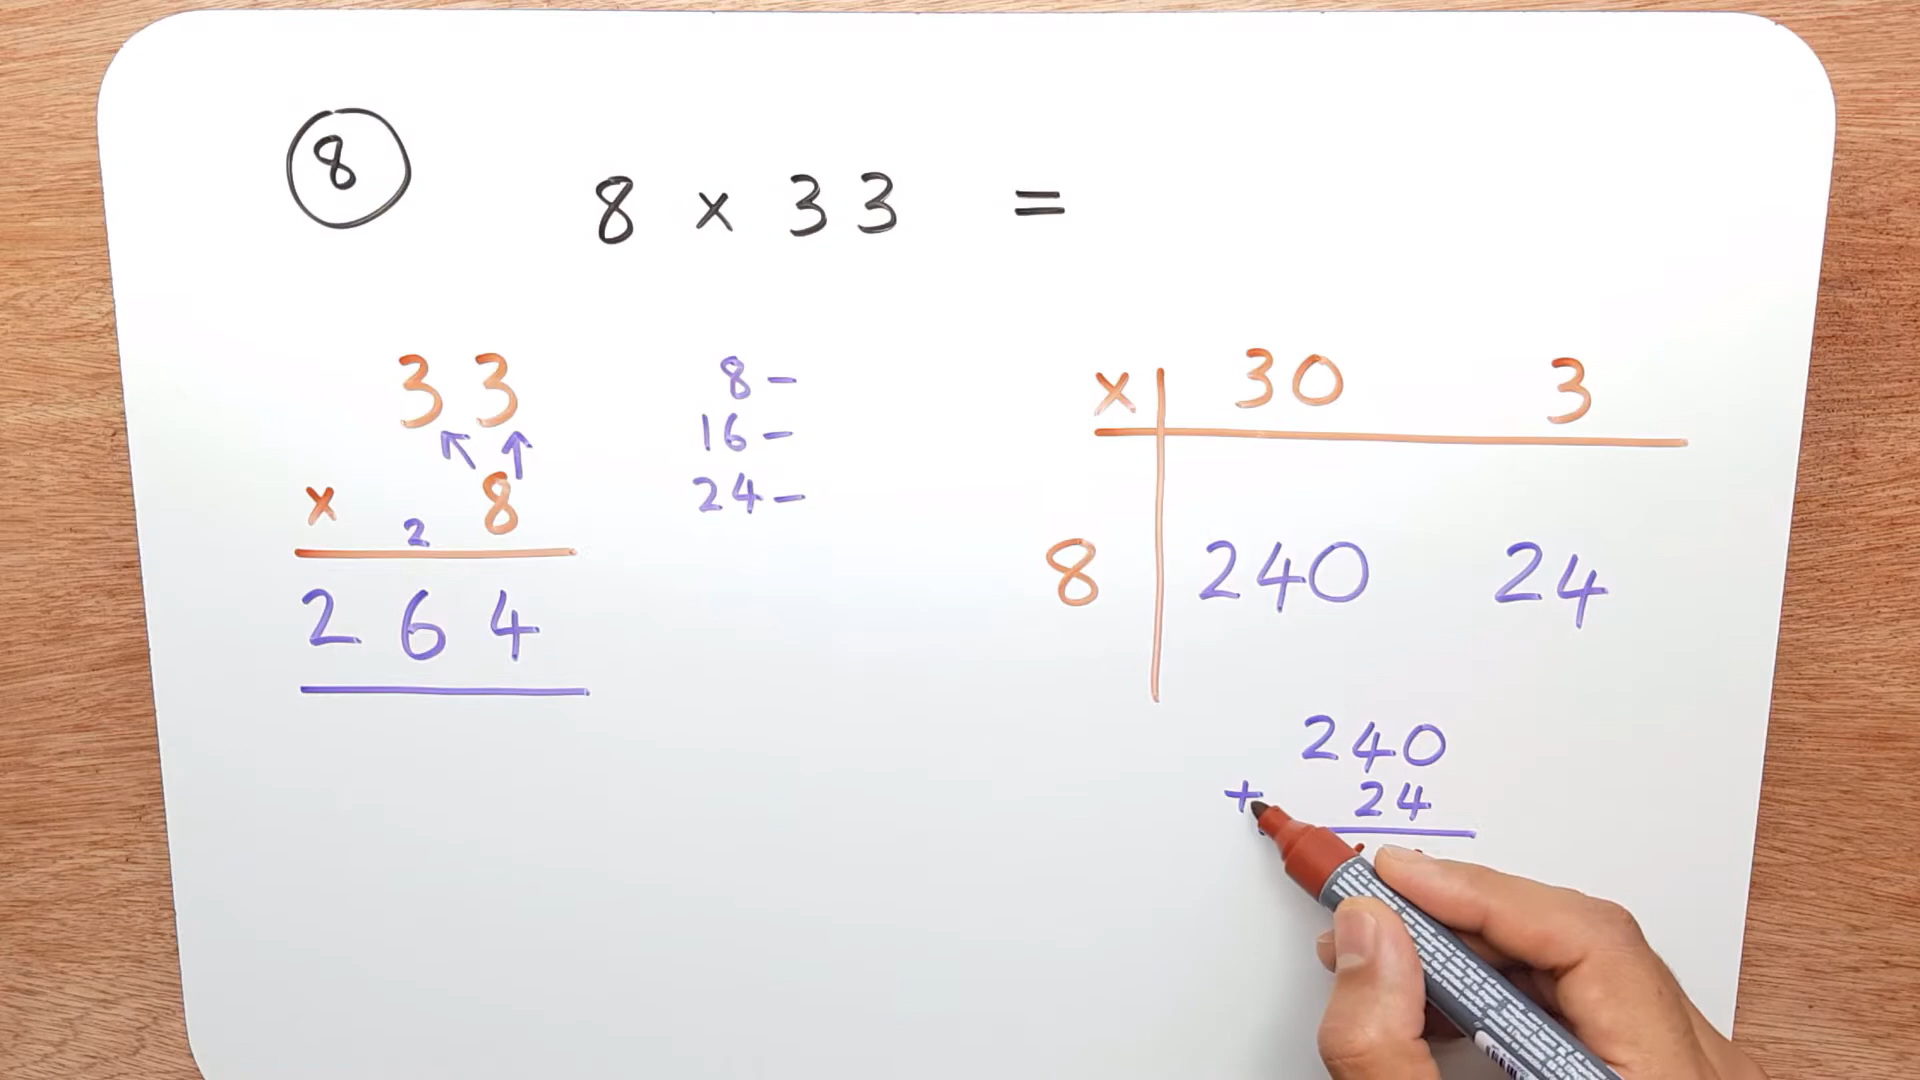 8
8 x 33 =
33
x 8
2
264
8 -
16 -
24 -
x 30 3
8 240 24
240
+ 24